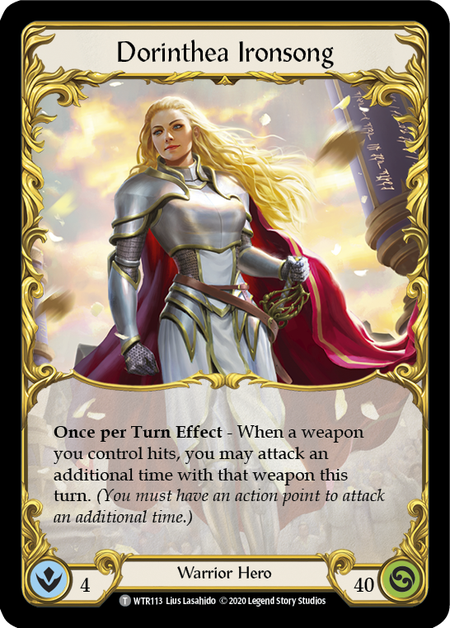 Dorinthea Ironsong
Once per Turn Effect - When a weapon
you control hits, you may attack an
additional time with that weapon this
turn. (You must have an action point to attack
an additional time.)
4
Warrior Hero
40
T WTR113 Lius Lasahido © 2020 Legend Story Studios